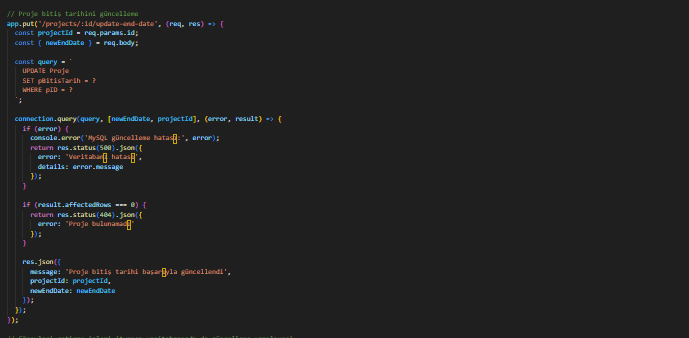 // Proje bitiş tarihini güncelleme
app.put('/projects/:id/update-end-date', (req, res) => {
const projectId = req.params.id;
const { newEndDate } = req.body;
const query = `
UPDATE Proje
SET pBitisTarih = ?
WHERE pID = ?
`;
connection.query(query, [newEndDate, projectId], (error, result) => {
if (error) {
console.error('MySQL güncelleme hatası:', error);
return res.status(500).json({
error: 'Veritabanı hatası',
details: error.message
});
}
if (result.affectedRows === 0) {
return res.status(404).json({
error: 'Proje bulunamadı'
});
}
res.json({
message: 'Proje bitiş tarihi başarıyla güncellendi',
projectId: projectId,
newEndDate: newEndDate
});
});
});